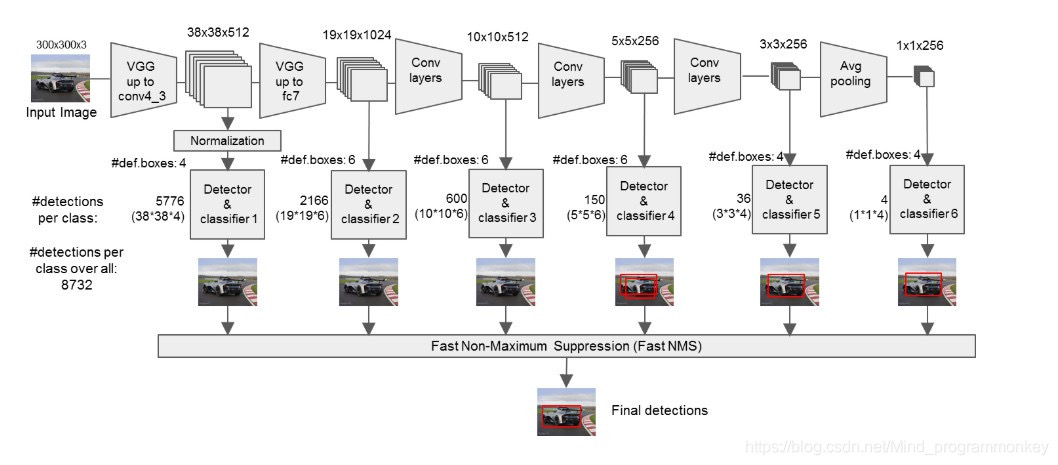 300x300x3
Input Image
VGG
up to
conv4_3
38x38x512
VGG
up to
fc7
19x19x1024
Conv
layers
10x10x512
Conv
layers
5x5x256
Conv
layers
3x3x256
Avg
pooling
1x1x256
Normalization
#def.boxes: 4
#def.boxes: 6
#def.boxes: 6
#def.boxes: 6
#def.boxes: 4
#def.boxes: 4
#detections
per class:
5776
(38*38*4)
Detector
&
classifier 1
2166
(19*19*6)
Detector
&
classifier 2
600
(10*10*6)
Detector
&
classifier 3
150
(5*5*6)
Detector
&
classifier 4
36
(3*3*4)
Detector
&
classifier 5
4
(1*1*4)
Detector
&
classifier 6
#detections per
class over all:
8732
Fast Non-Maximum Suppression (Fast NMS)
Final detections
https://blog.csdn.net/Mind_programmonkey